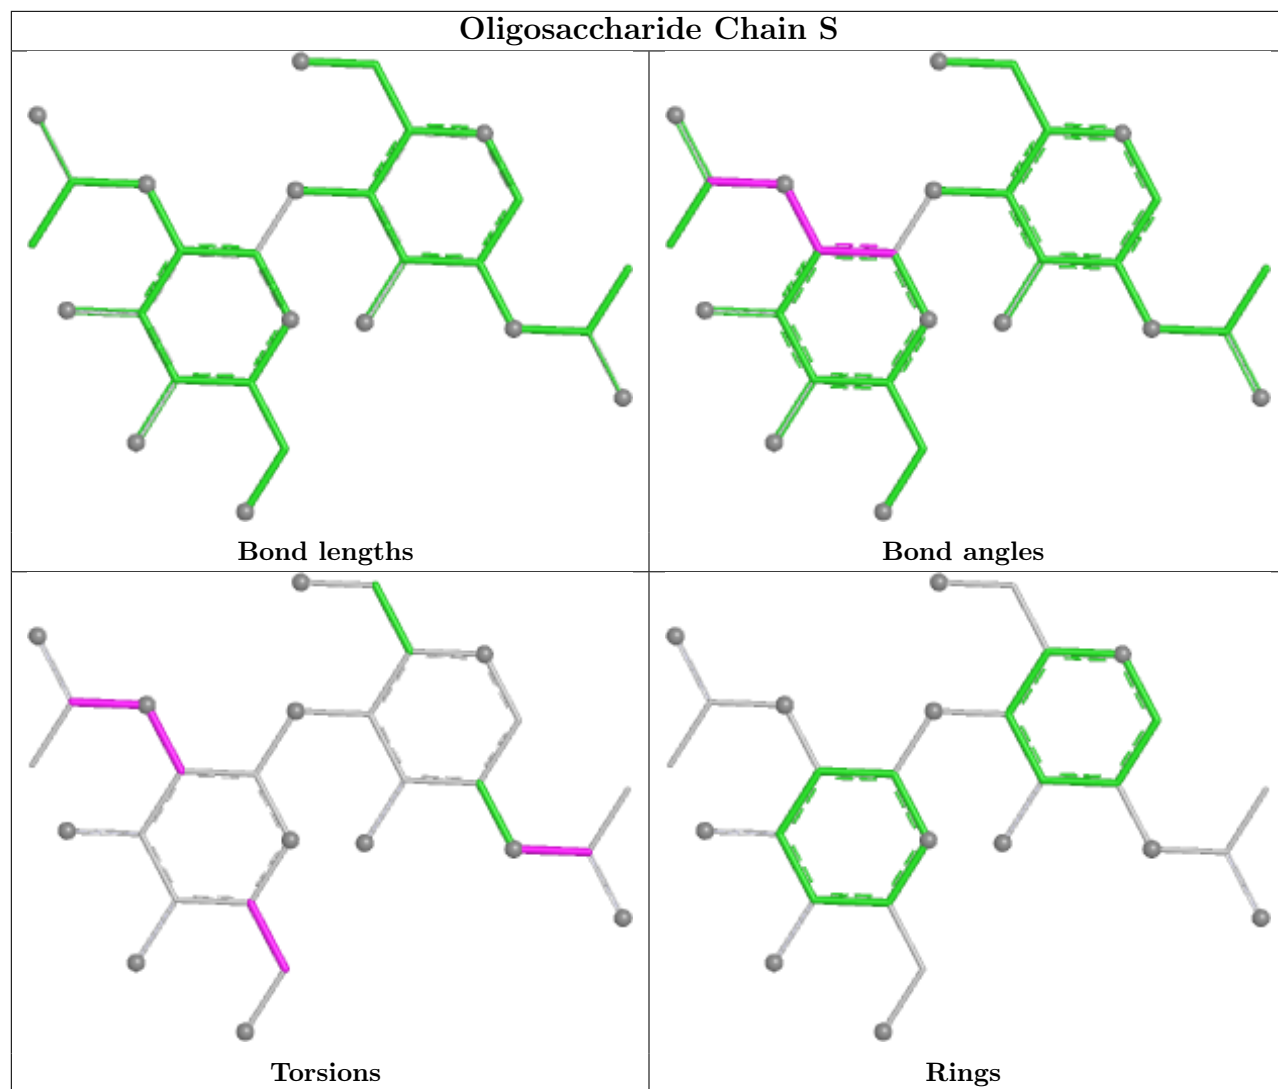 Oligosaccharide Chain S
Bond lengths
Bond angles
Torsions
Rings